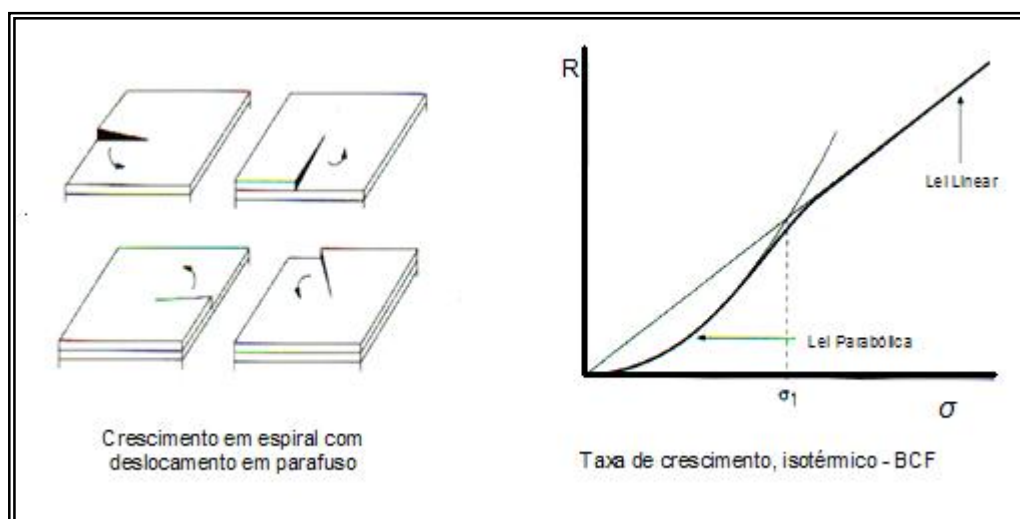 R
Lei Linear
Lei Parabólica
σ1
σ
Crescimento em espiral com
deslocamento em parafuso
Taxa de crescimento, isotérmico - BCF